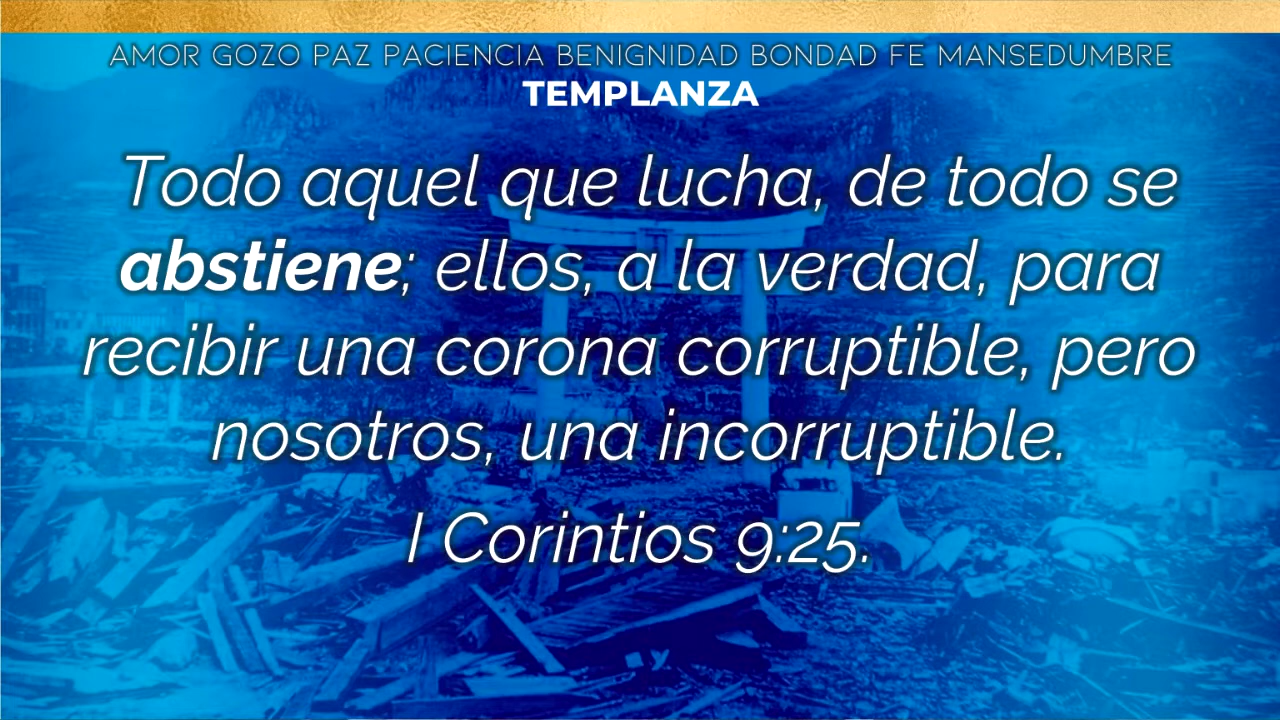 AMOR GOZO PAZ PACIENCIA BENIGNIDAD BONDAD FE MANSEDUMBRE
TEMPLANZA
Todo aquel que lucha, de todo se
abstiene; ellos, a la verdad, para
recibir una corona corruptible, pero
nosotros, una incorruptible.
I Corintios 9:25.